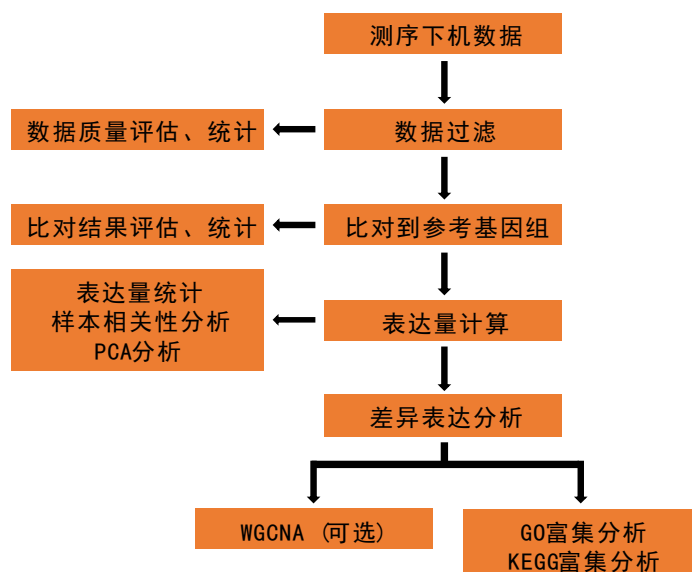 测序下机数据
数据质量评估、统计
数据过滤
比对结果评估、统计
比对到参考基因组
表达量统计
样本相关性分析
PCA分析
表达量计算
差异表达分析
WGCNA (可选)
GO富集分析
KEGG富集分析